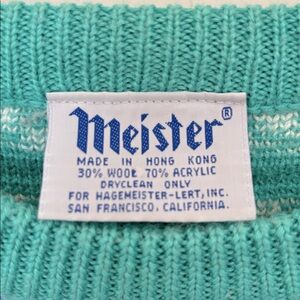 Meister®
MADE IN HONG KONG
30% WOOL 70% ACRYLIC
DRYCLEAN ONLY
FOR HAGEMEISTER-LERT, INC.
SAN FRANCISCO, CALIFORNIA.